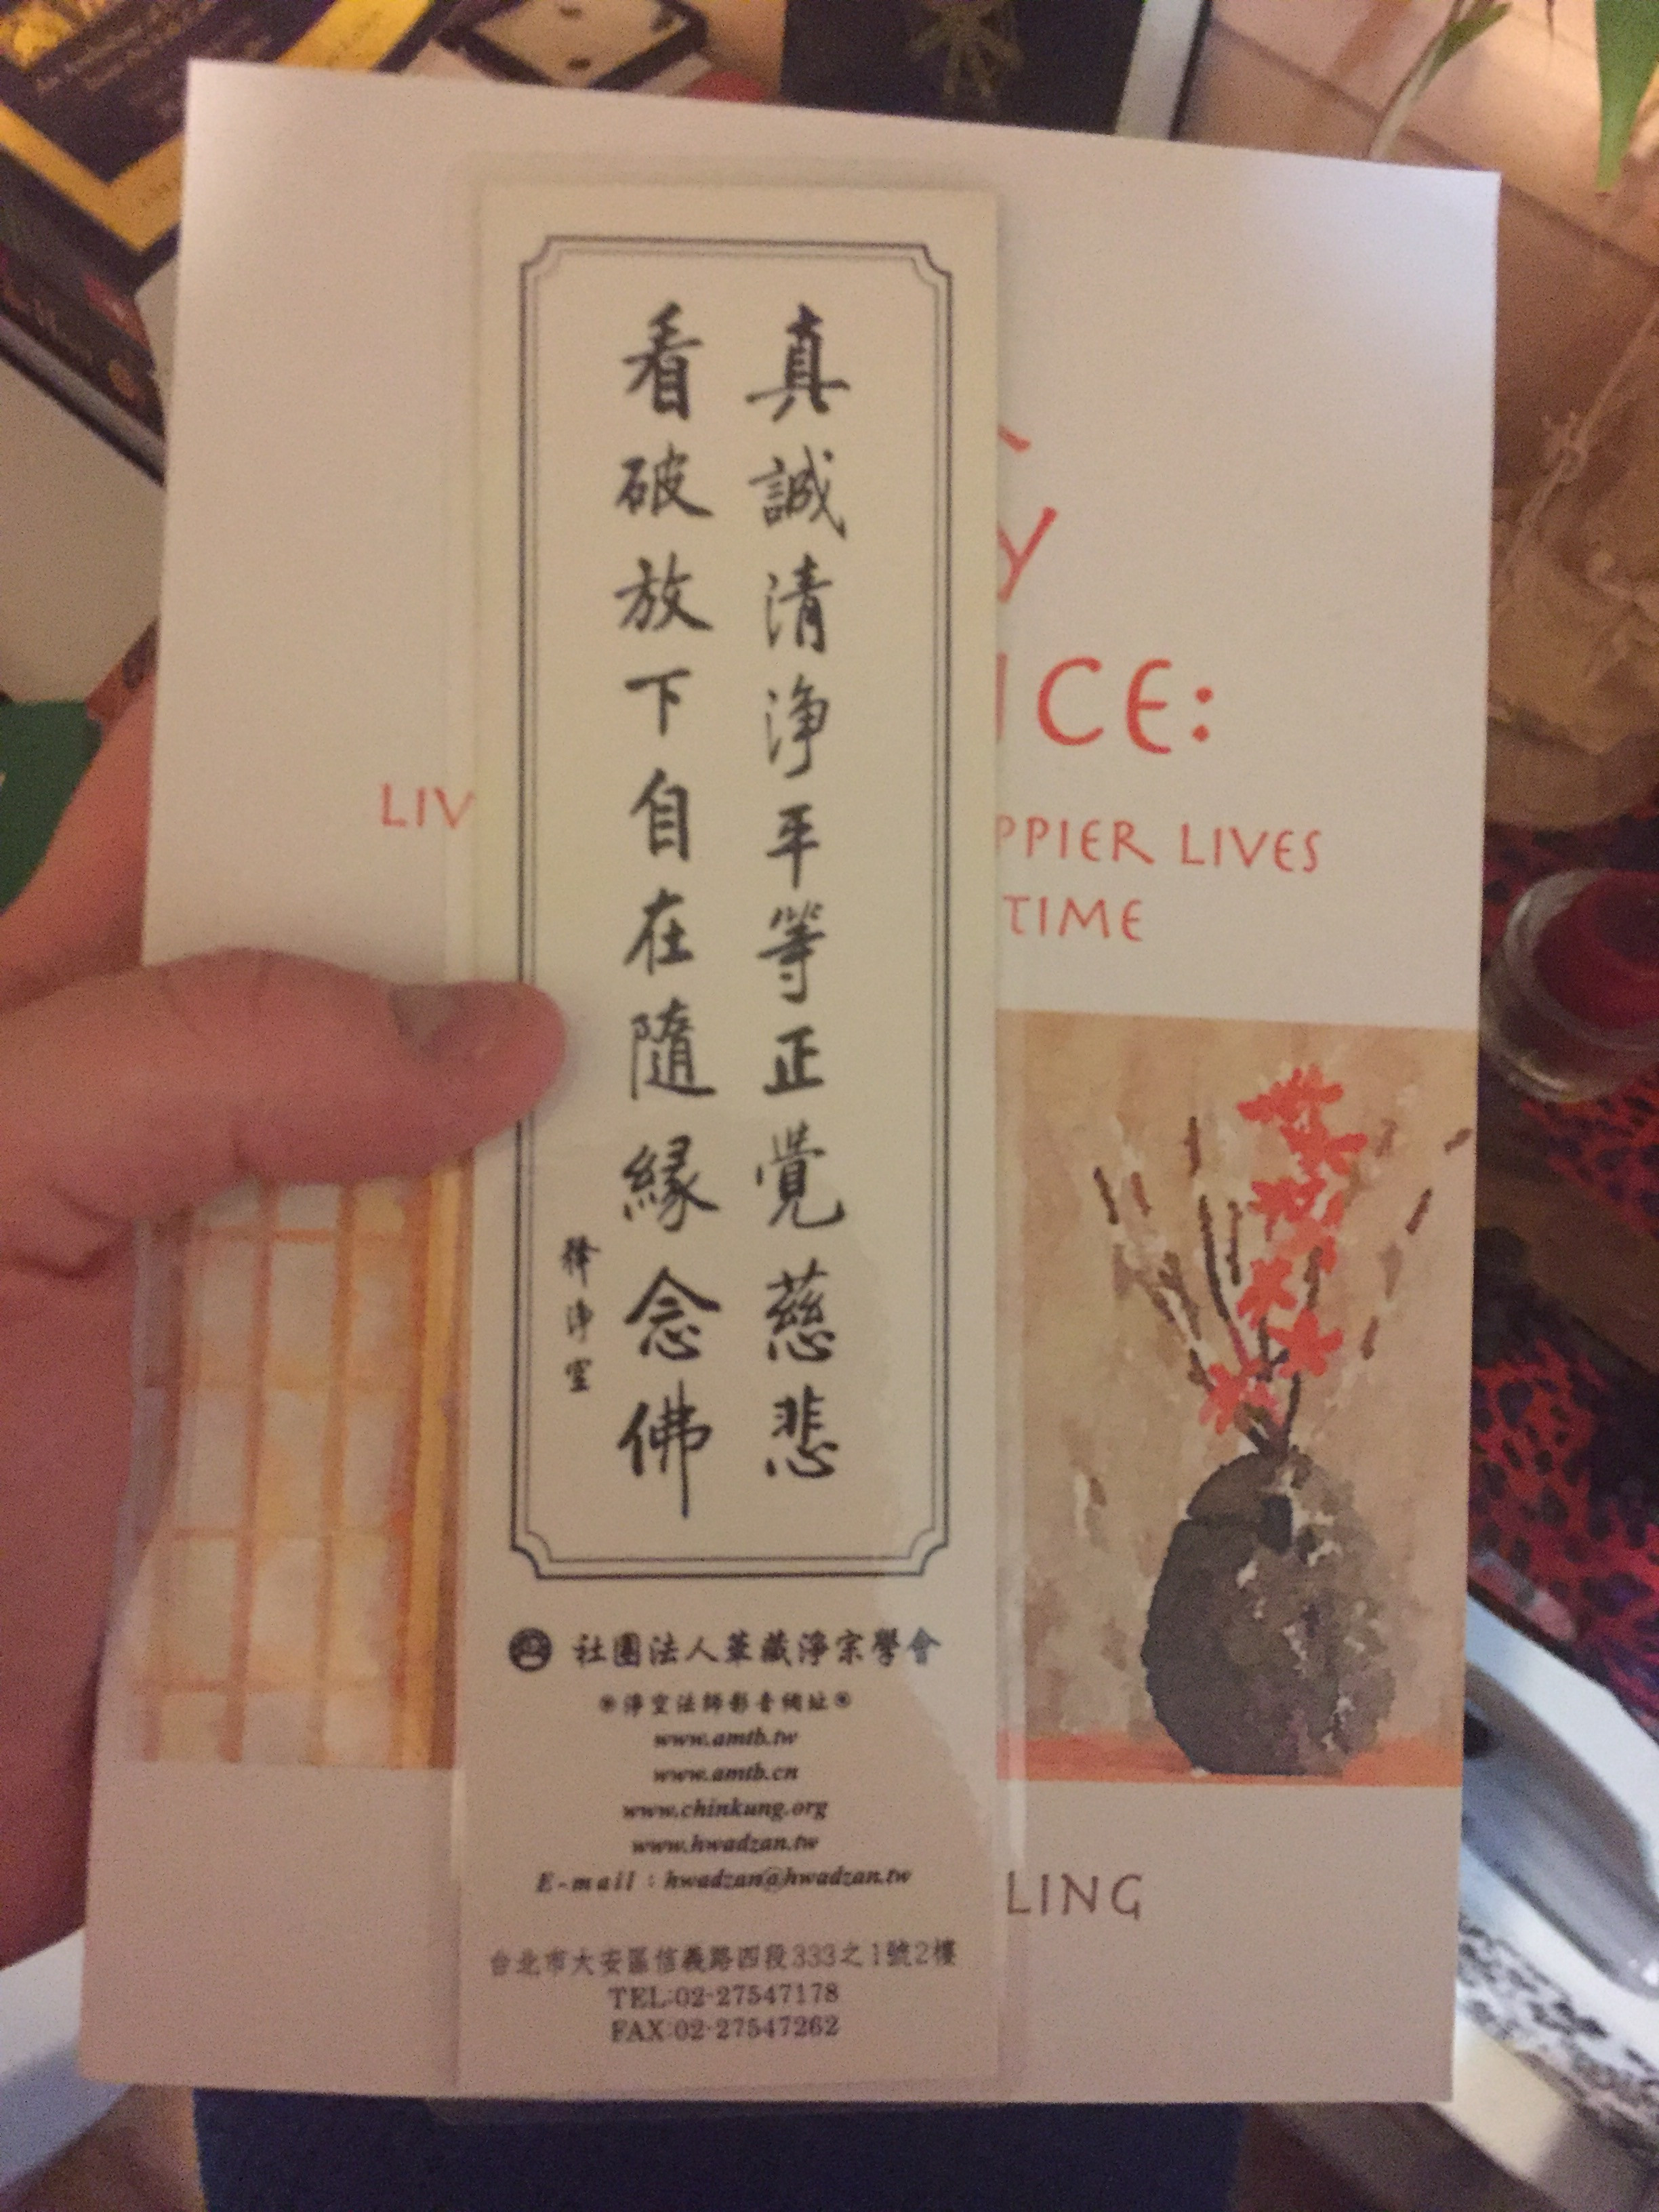 真誠清淨平等正覺慈悲
看破放下自在隨緣念佛
釋淨空
社團法人華藏淨宗學會
※淨空法師影音網址※
www.amtb.tw
www.amtb.cn
www.chinkung.org
www.hwadzan.tw
E-mail：hwadzan@hwadzan.tw
台北市大安區信義路四段333之1號2樓
TEL:02-27547178
FAX:02-27547262
Y
ICE:
LIV PPIER LIVES
TIME
LING